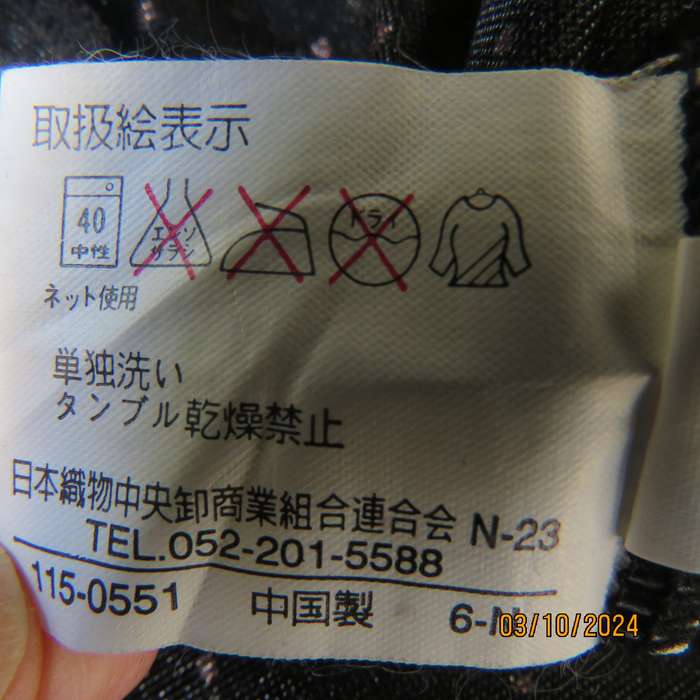 取扱絵表示
40
中性
エンソ
サラシ
ドライ
ネット使用
単独洗い
タンブル乾燥禁止
日本織物中央卸商業組合連合会 N-23
TEL.052-201-5588
115-0551 中国製 6-N
03/10/2024